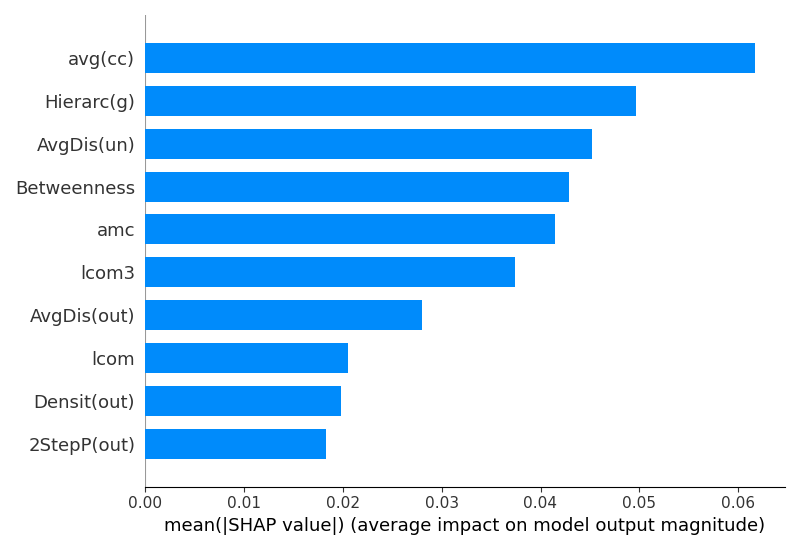 avg(cc)
Hierarc(g)
AvgDis(un)
Betweenness
amc
lcom3
AvgDis(out)
lcom
Densit(out)
2StepP(out)
0.00 0.01 0.02 0.03 0.04 0.05 0.06
mean(|SHAP value|) (average impact on model output magnitude)